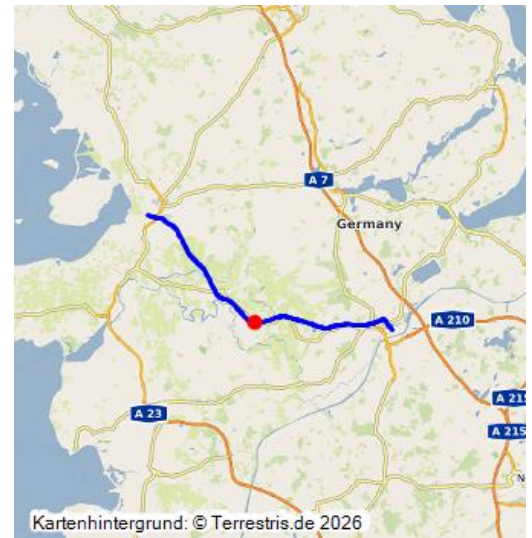 A 7
Germany
A 210
A 215
A 23
A 215
Kartenhintergrund: © Terrestris.de 2026